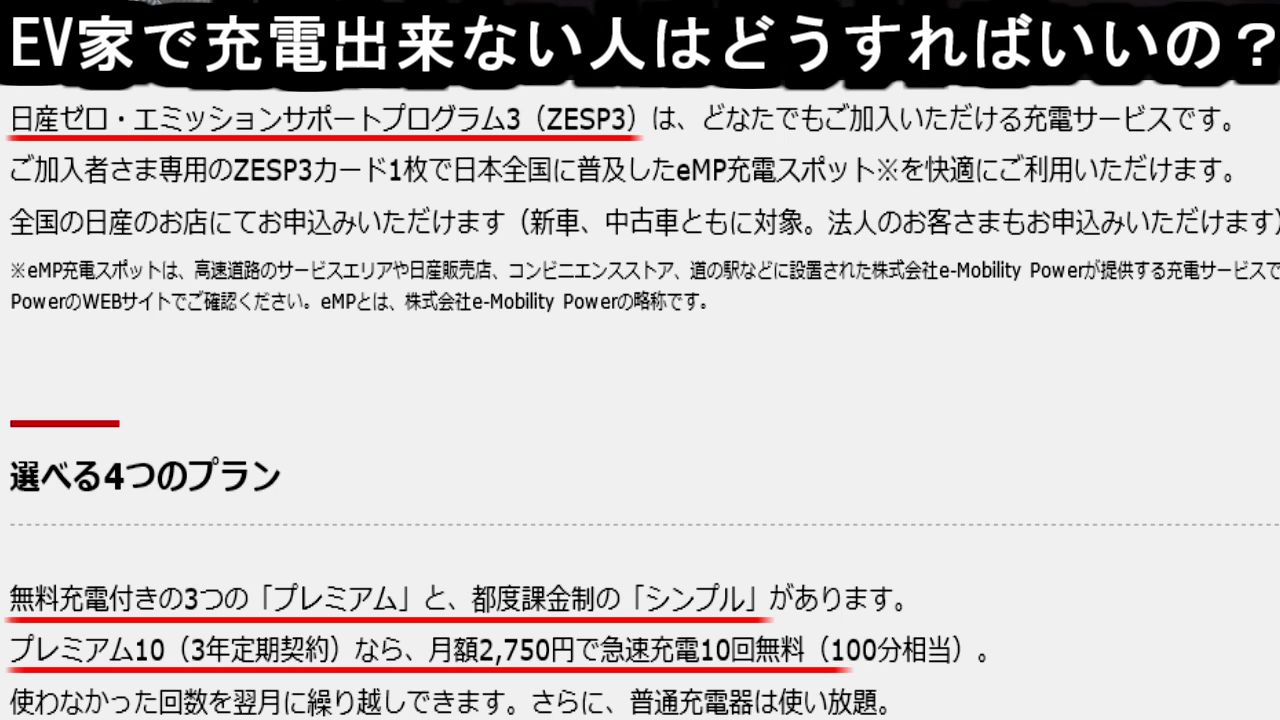 EV家で充電出来ない人はどうすればいいの？
日産ゼロ・エミッションサポートプログラム3（ZESP3）は、どなたでもご加入いただける充電サービスです。
ご加入者さま専用のZESP3カード1枚で日本全国に普及したeMP充電スポット※を快適にご利用いただけます。
全国の日産のお店にてお申込みいただけます（新車、中古車ともに対象。法人のお客さまもお申込みいただけます）
※eMP充電スポットは、高速道路のサービスエリアや日産販売店、コンビニエンスストア、道の駅などに設置された株式会社e-Mobility Powerが提供する充電サービスで
PowerのWEBサイトでご確認ください。eMPとは、株式会社e-Mobility Powerの略称です。
選べる4つのプラン
無料充電付きの3つの「プレミアム」と、都度課金制の「シンプル」があります。
プレミアム10（3年定期契約）なら、月額2,750円で急速充電10回無料（100分相当）。
使わなかった回数を翌月に繰り越しできます。さらに、普通充電器は使い放題。